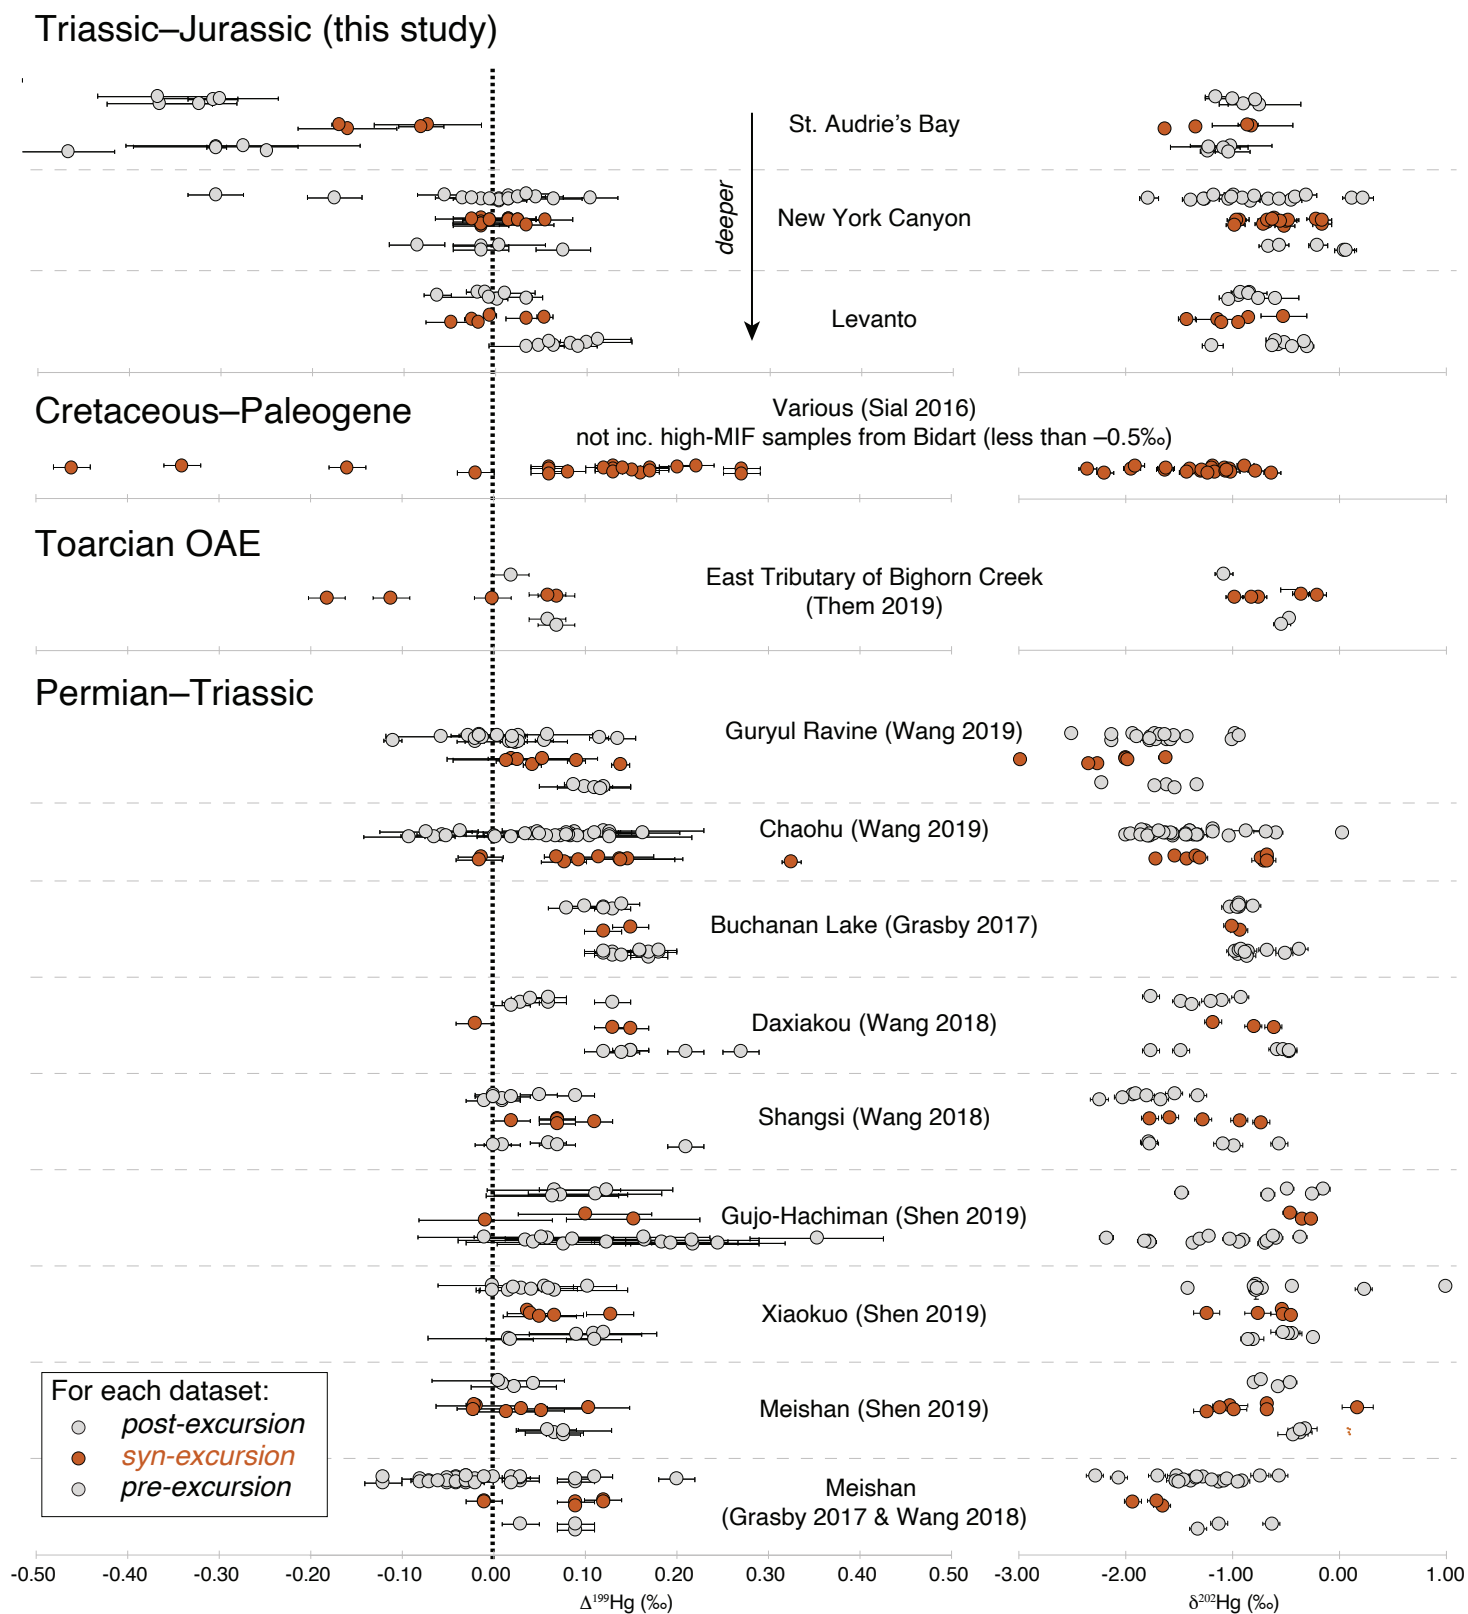 Triassic–Jurassic (this study)
St. Audrie's Bay
deeper
New York Canyon
Levanto
Cretaceous–Paleogene
Various (Sial 2016)
not inc. high-MIF samples from Bidart (less than –0.5‰)
Toarcian OAE
East Tributary of Bighorn Creek
(Them 2019)
Permian–Triassic
Guryul Ravine (Wang 2019)
Chaohu (Wang 2019)
Buchanan Lake (Grasby 2017)
Daxiakou (Wang 2018)
Shangsi (Wang 2018)
Gujo-Hachiman (Shen 2019)
Xiaokuo (Shen 2019)
Meishan (Shen 2019)
Meishan
(Grasby 2017 & Wang 2018)
For each dataset:
post-excursion
syn-excursion
pre-excursion
-0.50 -0.40 -0.30 -0.20 -0.10 0.00 0.10 0.20 0.30 0.40 0.50 -3.00 -2.00 -1.00 0.00 1.00
Δ¹⁹⁹Hg (‰) δ²⁰²Hg (‰)